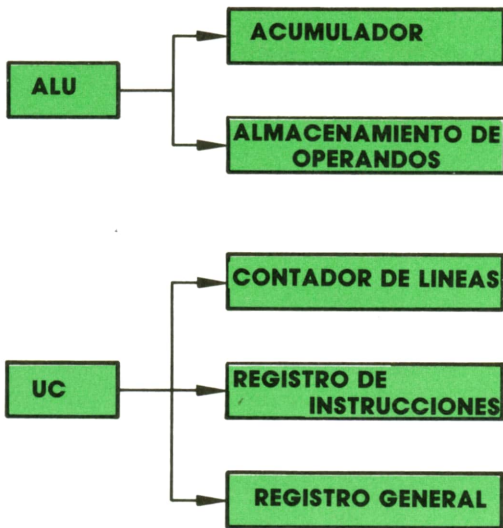 ALU
ACUMULADOR
ALMACENAMIENTO DE
OPERANDOS
UC
CONTADOR DE LINEAS
REGISTRO DE
INSTRUCCIONES
REGISTRO GENERAL